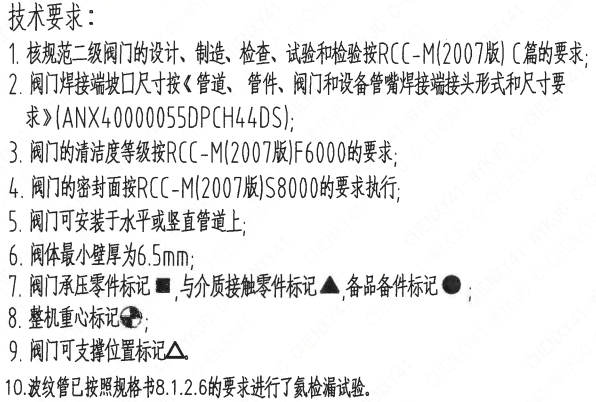 技术要求：
1. 核规范二级阀门的设计、制造、检查、试验和检验按RCC-M(2007版) C篇的要求;
2. 阀门焊接端坡口尺寸按《管道、管件、阀门和设备管嘴焊接端接头形式和尺寸要
求》(ANX40000055DPCH44DS);
3. 阀门的清洁度等级按RCC-M(2007版)F6000的要求;
4. 阀门的密封面按RCC-M(2007版)S8000的要求执行;
5. 阀门可安装于水平或竖直管道上;
6. 阀体最小壁厚为6.5mm;
7. 阀门承压零件标记■,与介质接触零件标记▲,备品备件标记●;
8. 整机重心标记;
9. 阀门可支撑位置标记△。
10.波纹管已按照规格书8.1.2.6的要求进行了氦检漏试验。